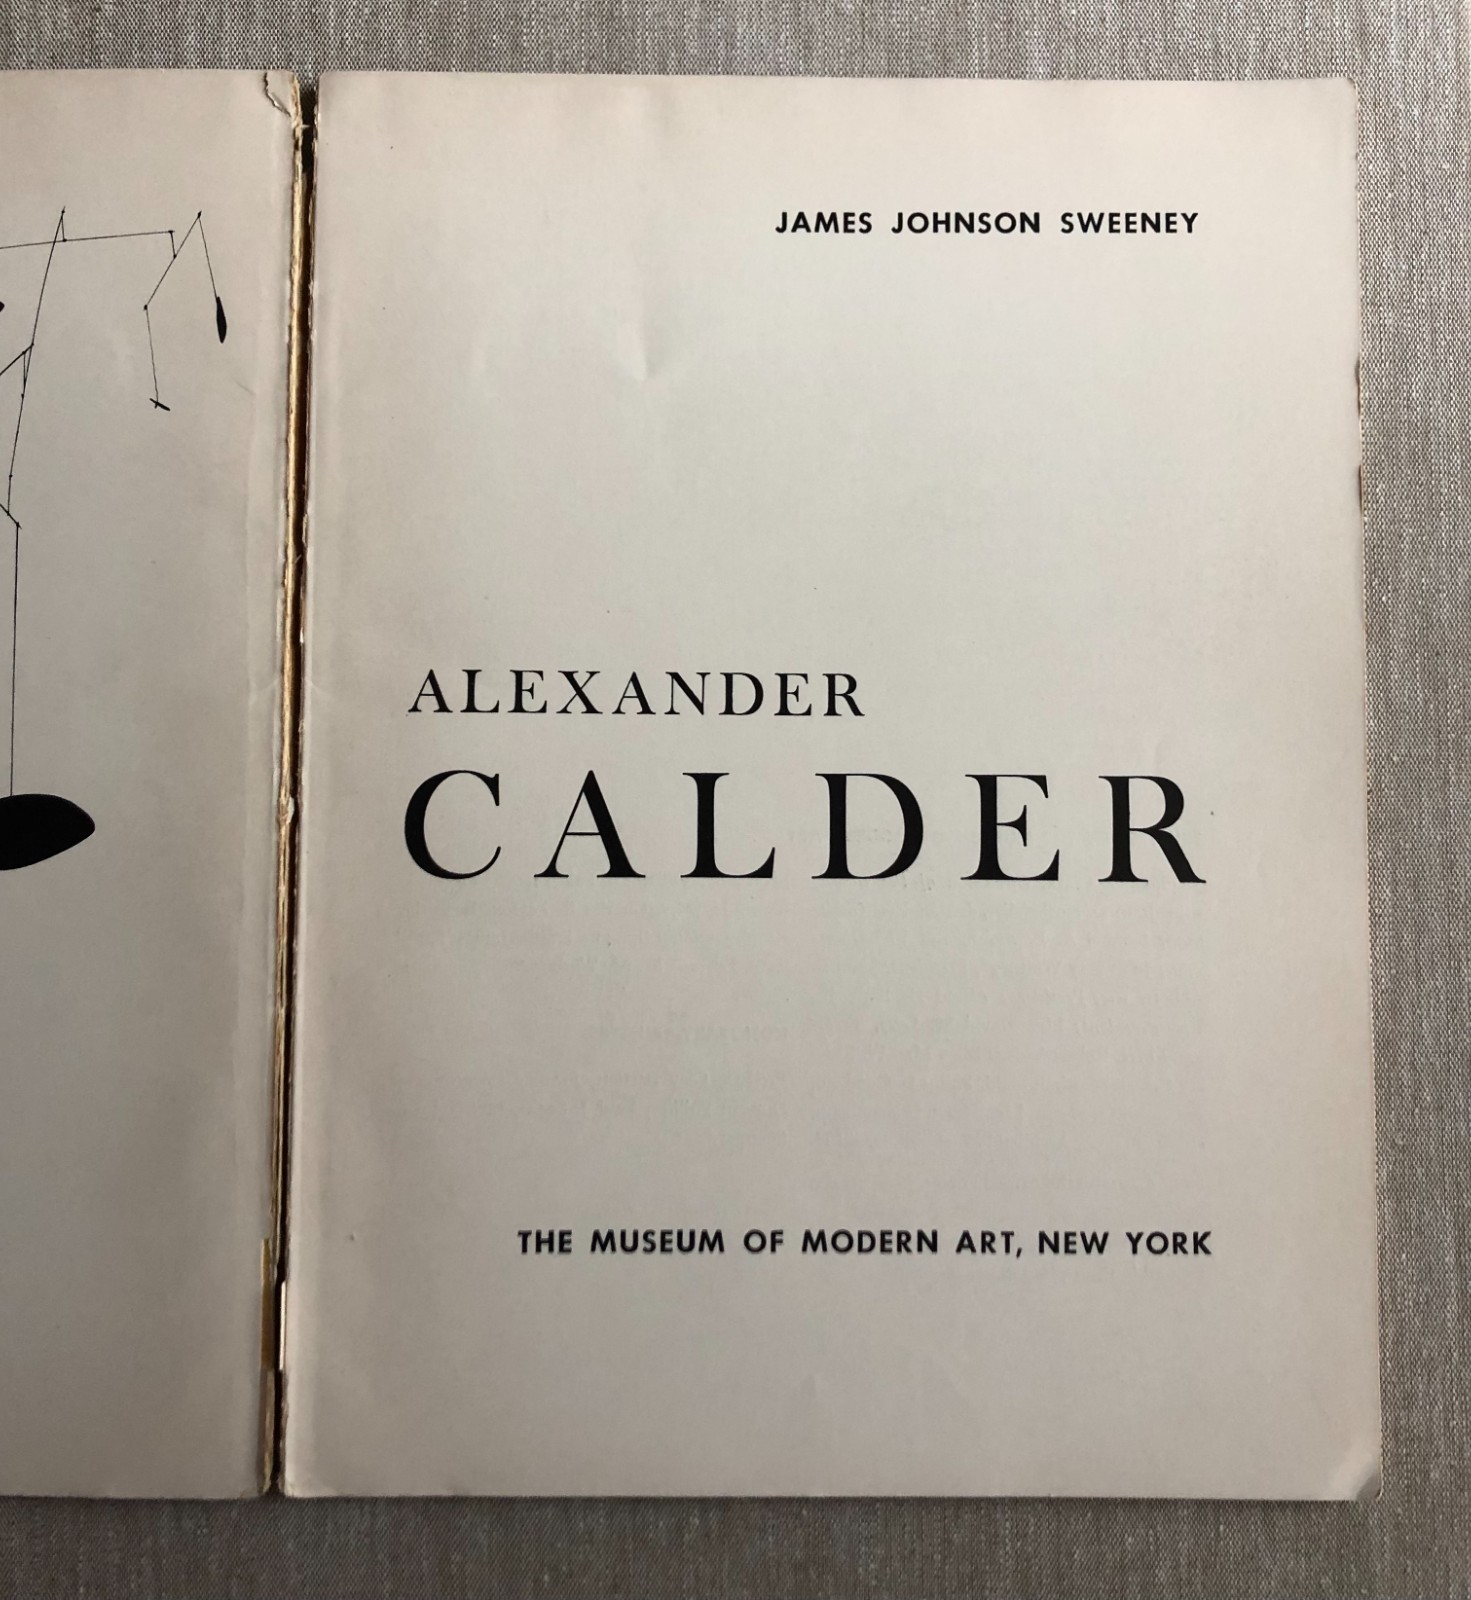 JAMES JOHNSON SWEENEY
ALEXANDER
CALDER
THE MUSEUM OF MODERN ART, NEW YORK